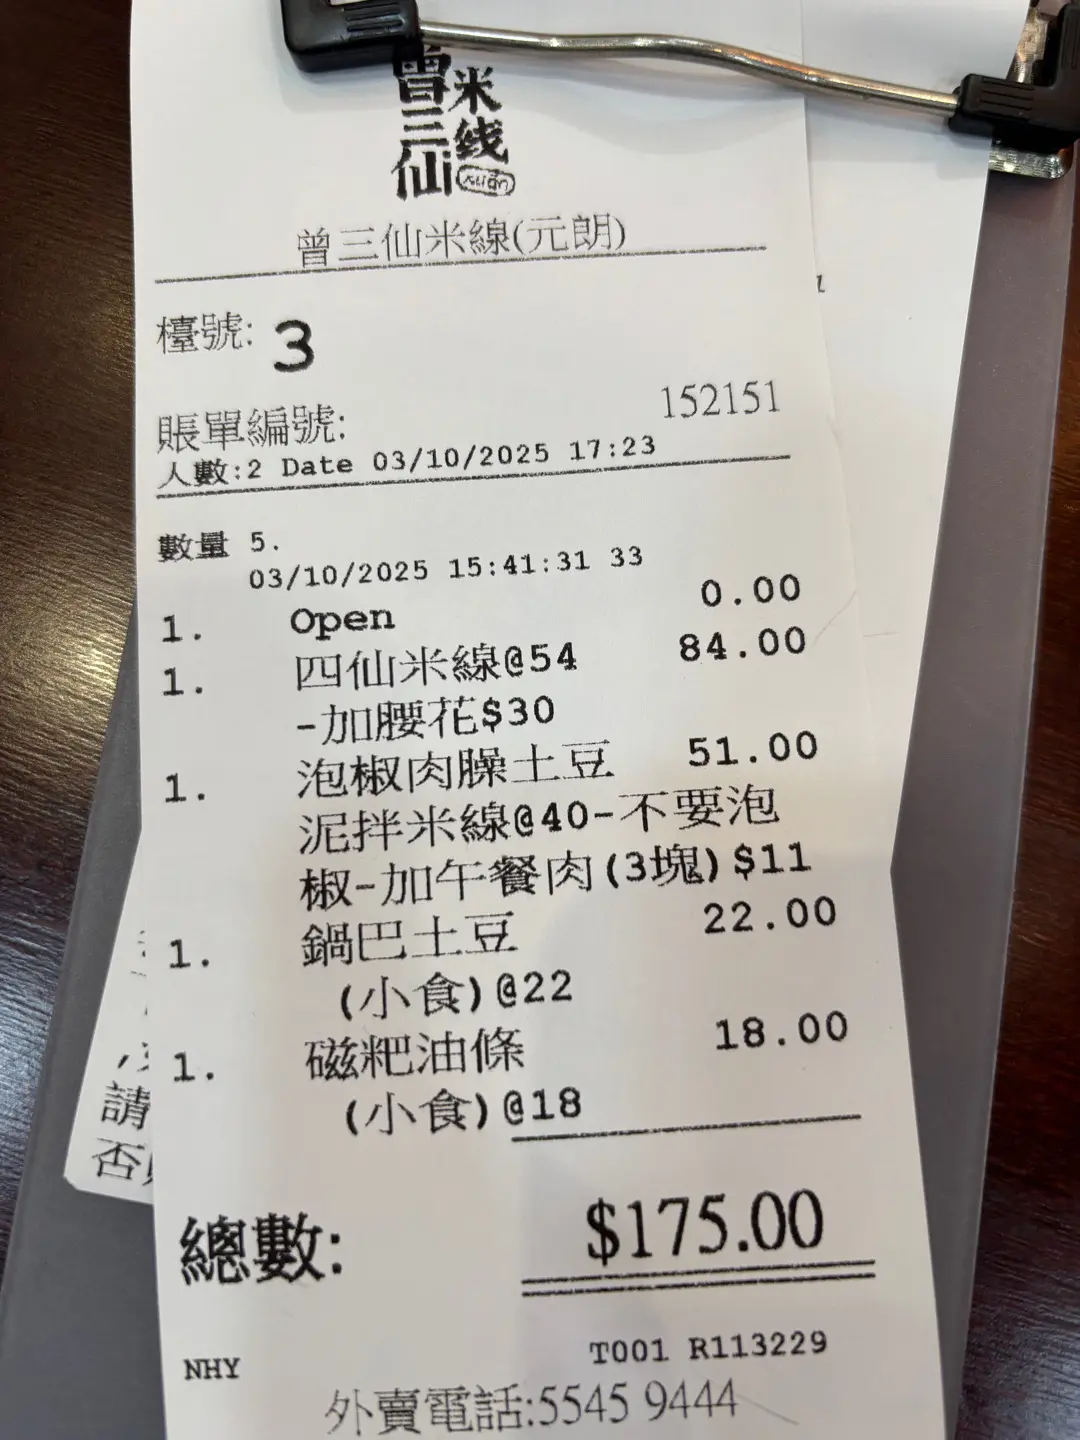 曾三仙
米线
xian
曾三仙米線(元朗)
檯號: 3
賬單編號: 152151
人數:2 Date 03/10/2025 17:23
數量 5.
03/10/2025 15:41:31 33
1. Open 0.00
1. 四仙米線@54 84.00
-加腰花$30
1. 泡椒肉臊土豆 51.00
泥拌米線@40-不要泡
椒-加午餐肉(3塊)$11
1. 鍋巴土豆 22.00
(小食)@22
1. 磁粑油條 18.00
(小食)@18
總數: $175.00
NHY T001 R113229
外賣電話:5545 9444
請
否